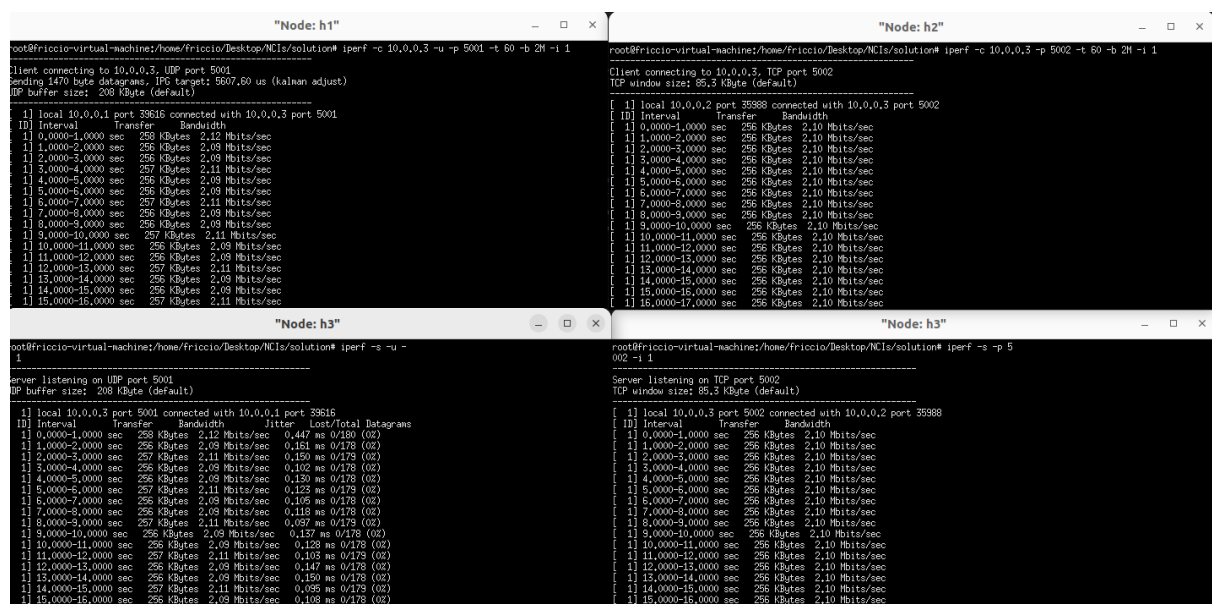 "Node: h1"
root@friccio-virtual-machine:/home/friccio/Desktop/NCIs/solution# iperf -c 10.0.0.3 -u -p 5001 -t 60 -b 2M -i 1
------------------------------------------------------------
Client connecting to 10.0.0.3, UDP port 5001
Sending 1470 byte datagrams, IPG target: 5607.60 us (kalman adjust)
UDP buffer size:  208 KByte (default)
------------------------------------------------------------
[  1] local 10.0.0.1 port 39616 connected with 10.0.0.3 port 5001
[ ID] Interval       Transfer     Bandwidth
[  1] 0.0000-1.0000 sec   258 KBytes  2.12 Mbits/sec
[  1] 1.0000-2.0000 sec   256 KBytes  2.09 Mbits/sec
[  1] 2.0000-3.0000 sec   256 KBytes  2.09 Mbits/sec
[  1] 3.0000-4.0000 sec   257 KBytes  2.11 Mbits/sec
[  1] 4.0000-5.0000 sec   256 KBytes  2.09 Mbits/sec
[  1] 5.0000-6.0000 sec   256 KBytes  2.09 Mbits/sec
[  1] 6.0000-7.0000 sec   257 KBytes  2.11 Mbits/sec
[  1] 7.0000-8.0000 sec   256 KBytes  2.09 Mbits/sec
[  1] 8.0000-9.0000 sec   256 KBytes  2.09 Mbits/sec
[  1] 9.0000-10.0000 sec   257 KBytes  2.11 Mbits/sec
[  1] 10.0000-11.0000 sec   256 KBytes  2.09 Mbits/sec
[  1] 11.0000-12.0000 sec   256 KBytes  2.09 Mbits/sec
[  1] 12.0000-13.0000 sec   257 KBytes  2.11 Mbits/sec
[  1] 13.0000-14.0000 sec   256 KBytes  2.09 Mbits/sec
[  1] 14.0000-15.0000 sec   256 KBytes  2.09 Mbits/sec
[  1] 15.0000-16.0000 sec   257 KBytes  2.11 Mbits/sec
"Node: h2"
root@friccio-virtual-machine:/home/friccio/Desktop/NCIs/solution# iperf -c 10.0.0.3 -p 5002 -t 60 -b 2M -i 1
------------------------------------------------------------
Client connecting to 10.0.0.3, TCP port 5002
TCP window size: 85.3 KByte (default)
------------------------------------------------------------
[  1] local 10.0.0.2 port 35988 connected with 10.0.0.3 port 5002
[ ID] Interval       Transfer     Bandwidth
[  1] 0.0000-1.0000 sec   256 KBytes  2.10 Mbits/sec
[  1] 1.0000-2.0000 sec   256 KBytes  2.10 Mbits/sec
[  1] 2.0000-3.0000 sec   256 KBytes  2.10 Mbits/sec
[  1] 3.0000-4.0000 sec   256 KBytes  2.10 Mbits/sec
[  1] 4.0000-5.0000 sec   256 KBytes  2.10 Mbits/sec
[  1] 5.0000-6.0000 sec   256 KBytes  2.10 Mbits/sec
[  1] 6.0000-7.0000 sec   256 KBytes  2.10 Mbits/sec
[  1] 7.0000-8.0000 sec   256 KBytes  2.10 Mbits/sec
[  1] 8.0000-9.0000 sec   256 KBytes  2.10 Mbits/sec
[  1] 9.0000-10.0000 sec   256 KBytes  2.10 Mbits/sec
[  1] 10.0000-11.0000 sec   256 KBytes  2.10 Mbits/sec
[  1] 11.0000-12.0000 sec   256 KBytes  2.10 Mbits/sec
[  1] 12.0000-13.0000 sec   256 KBytes  2.10 Mbits/sec
[  1] 13.0000-14.0000 sec   256 KBytes  2.10 Mbits/sec
[  1] 14.0000-15.0000 sec   256 KBytes  2.10 Mbits/sec
[  1] 15.0000-16.0000 sec   256 KBytes  2.10 Mbits/sec
[  1] 16.0000-17.0000 sec   256 KBytes  2.10 Mbits/sec
"Node: h3"
root@friccio-virtual-machine:/home/friccio/Desktop/NCIs/solution# iperf -s -u -
1
------------------------------------------------------------
Server listening on UDP port 5001
UDP buffer size:  208 KByte (default)
------------------------------------------------------------
[  1] local 10.0.0.3 port 5001 connected with 10.0.0.1 port 39616
[ ID] Interval       Transfer     Bandwidth        Jitter   Lost/Total Datagrams
[  1] 0.0000-1.0000 sec   258 KBytes  2.12 Mbits/sec   0.447 ms 0/180 (0%)
[  1] 1.0000-2.0000 sec   256 KBytes  2.09 Mbits/sec   0.161 ms 0/178 (0%)
[  1] 2.0000-3.0000 sec   257 KBytes  2.11 Mbits/sec   0.150 ms 0/179 (0%)
[  1] 3.0000-4.0000 sec   256 KBytes  2.09 Mbits/sec   0.102 ms 0/178 (0%)
[  1] 4.0000-5.0000 sec   256 KBytes  2.09 Mbits/sec   0.130 ms 0/178 (0%)
[  1] 5.0000-6.0000 sec   257 KBytes  2.11 Mbits/sec   0.123 ms 0/179 (0%)
[  1] 6.0000-7.0000 sec   256 KBytes  2.09 Mbits/sec   0.105 ms 0/178 (0%)
[  1] 7.0000-8.0000 sec   256 KBytes  2.09 Mbits/sec   0.118 ms 0/178 (0%)
[  1] 8.0000-9.0000 sec   257 KBytes  2.11 Mbits/sec   0.097 ms 0/179 (0%)
[  1] 9.0000-10.0000 sec   256 KBytes  2.09 Mbits/sec   0.137 ms 0/178 (0%)
[  1] 10.0000-11.0000 sec   256 KBytes  2.09 Mbits/sec   0.128 ms 0/178 (0%)
[  1] 11.0000-12.0000 sec   257 KBytes  2.11 Mbits/sec   0.103 ms 0/179 (0%)
[  1] 12.0000-13.0000 sec   256 KBytes  2.09 Mbits/sec   0.147 ms 0/178 (0%)
[  1] 13.0000-14.0000 sec   256 KBytes  2.09 Mbits/sec   0.150 ms 0/178 (0%)
[  1] 14.0000-15.0000 sec   257 KBytes  2.11 Mbits/sec   0.095 ms 0/179 (0%)
[  1] 15.0000-16.0000 sec   256 KBytes  2.09 Mbits/sec   0.108 ms 0/178 (0%)
"Node: h3"
root@friccio-virtual-machine:/home/friccio/Desktop/NCIs/solution# iperf -s -p 5
002 -i 1
------------------------------------------------------------
Server listening on TCP port 5002
TCP window size: 85.3 KByte (default)
------------------------------------------------------------
[  1] local 10.0.0.3 port 5002 connected with 10.0.0.2 port 35988
[ ID] Interval       Transfer     Bandwidth
[  1] 0.0000-1.0000 sec   256 KBytes  2.10 Mbits/sec
[  1] 1.0000-2.0000 sec   256 KBytes  2.10 Mbits/sec
[  1] 2.0000-3.0000 sec   256 KBytes  2.10 Mbits/sec
[  1] 3.0000-4.0000 sec   256 KBytes  2.10 Mbits/sec
[  1] 4.0000-5.0000 sec   256 KBytes  2.10 Mbits/sec
[  1] 5.0000-6.0000 sec   256 KBytes  2.10 Mbits/sec
[  1] 6.0000-7.0000 sec   256 KBytes  2.10 Mbits/sec
[  1] 7.0000-8.0000 sec   256 KBytes  2.10 Mbits/sec
[  1] 8.0000-9.0000 sec   256 KBytes  2.10 Mbits/sec
[  1] 9.0000-10.0000 sec   256 KBytes  2.10 Mbits/sec
[  1] 10.0000-11.0000 sec   256 KBytes  2.10 Mbits/sec
[  1] 11.0000-12.0000 sec   256 KBytes  2.10 Mbits/sec
[  1] 12.0000-13.0000 sec   256 KBytes  2.10 Mbits/sec
[  1] 13.0000-14.0000 sec   256 KBytes  2.10 Mbits/sec
[  1] 14.0000-15.0000 sec   256 KBytes  2.10 Mbits/sec
[  1] 15.0000-16.0000 sec   256 KBytes  2.10 Mbits/sec